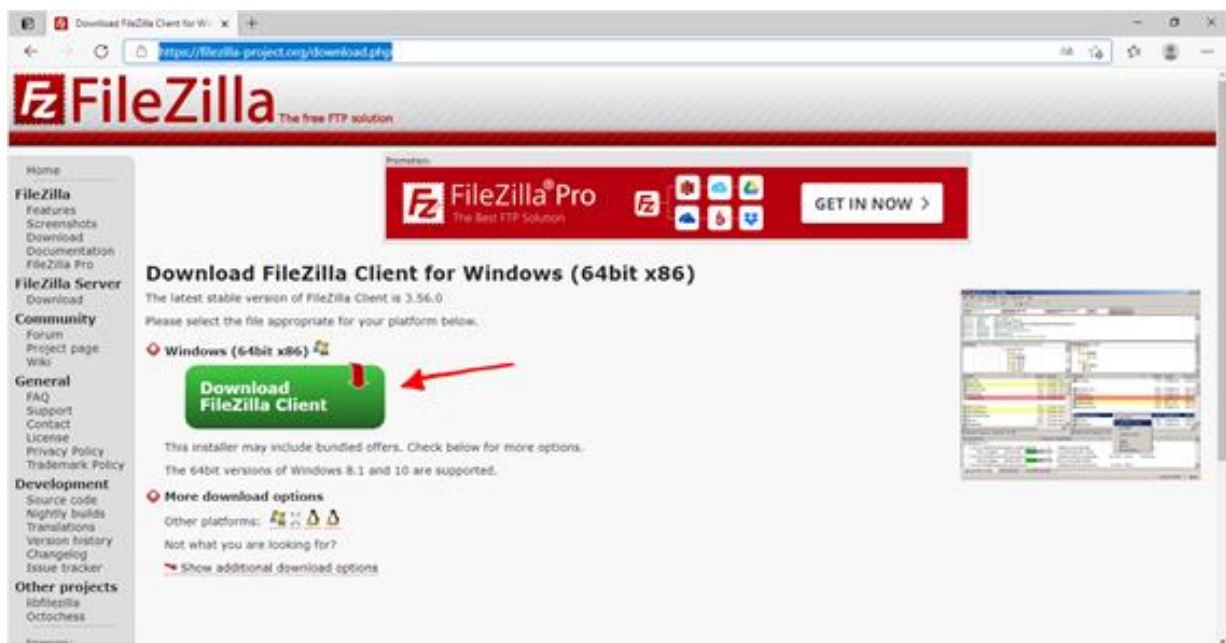 Download FileZilla Client for Wi
https://filezilla-project.org/download.php
FileZilla The free FTP solution
Home
FileZilla
Features
Screenshots
Download
Documentation
FileZilla Pro
FileZilla Server
Download
Community
Forum
Project page
Wiki
General
FAQ
Support
Contact
License
Privacy Policy
Trademark Policy
Development
Source code
Nightly builds
Translations
Version history
Changelog
Issue tracker
Other projects
libfilezilla
Octochess
Promotion:
FileZilla® Pro
The Best FTP Solution
GET IN NOW >
Download FileZilla Client for Windows (64bit x86)
The latest stable version of FileZilla Client is 3.56.0
Please select the file appropriate for your platform below.
Windows (64bit x86)
Download
FileZilla Client
This installer may include bundled offers. Check below for more options.
The 64bit versions of Windows 8.1 and 10 are supported.
More download options
Other platforms:
Not what you are looking for?
Show additional download options